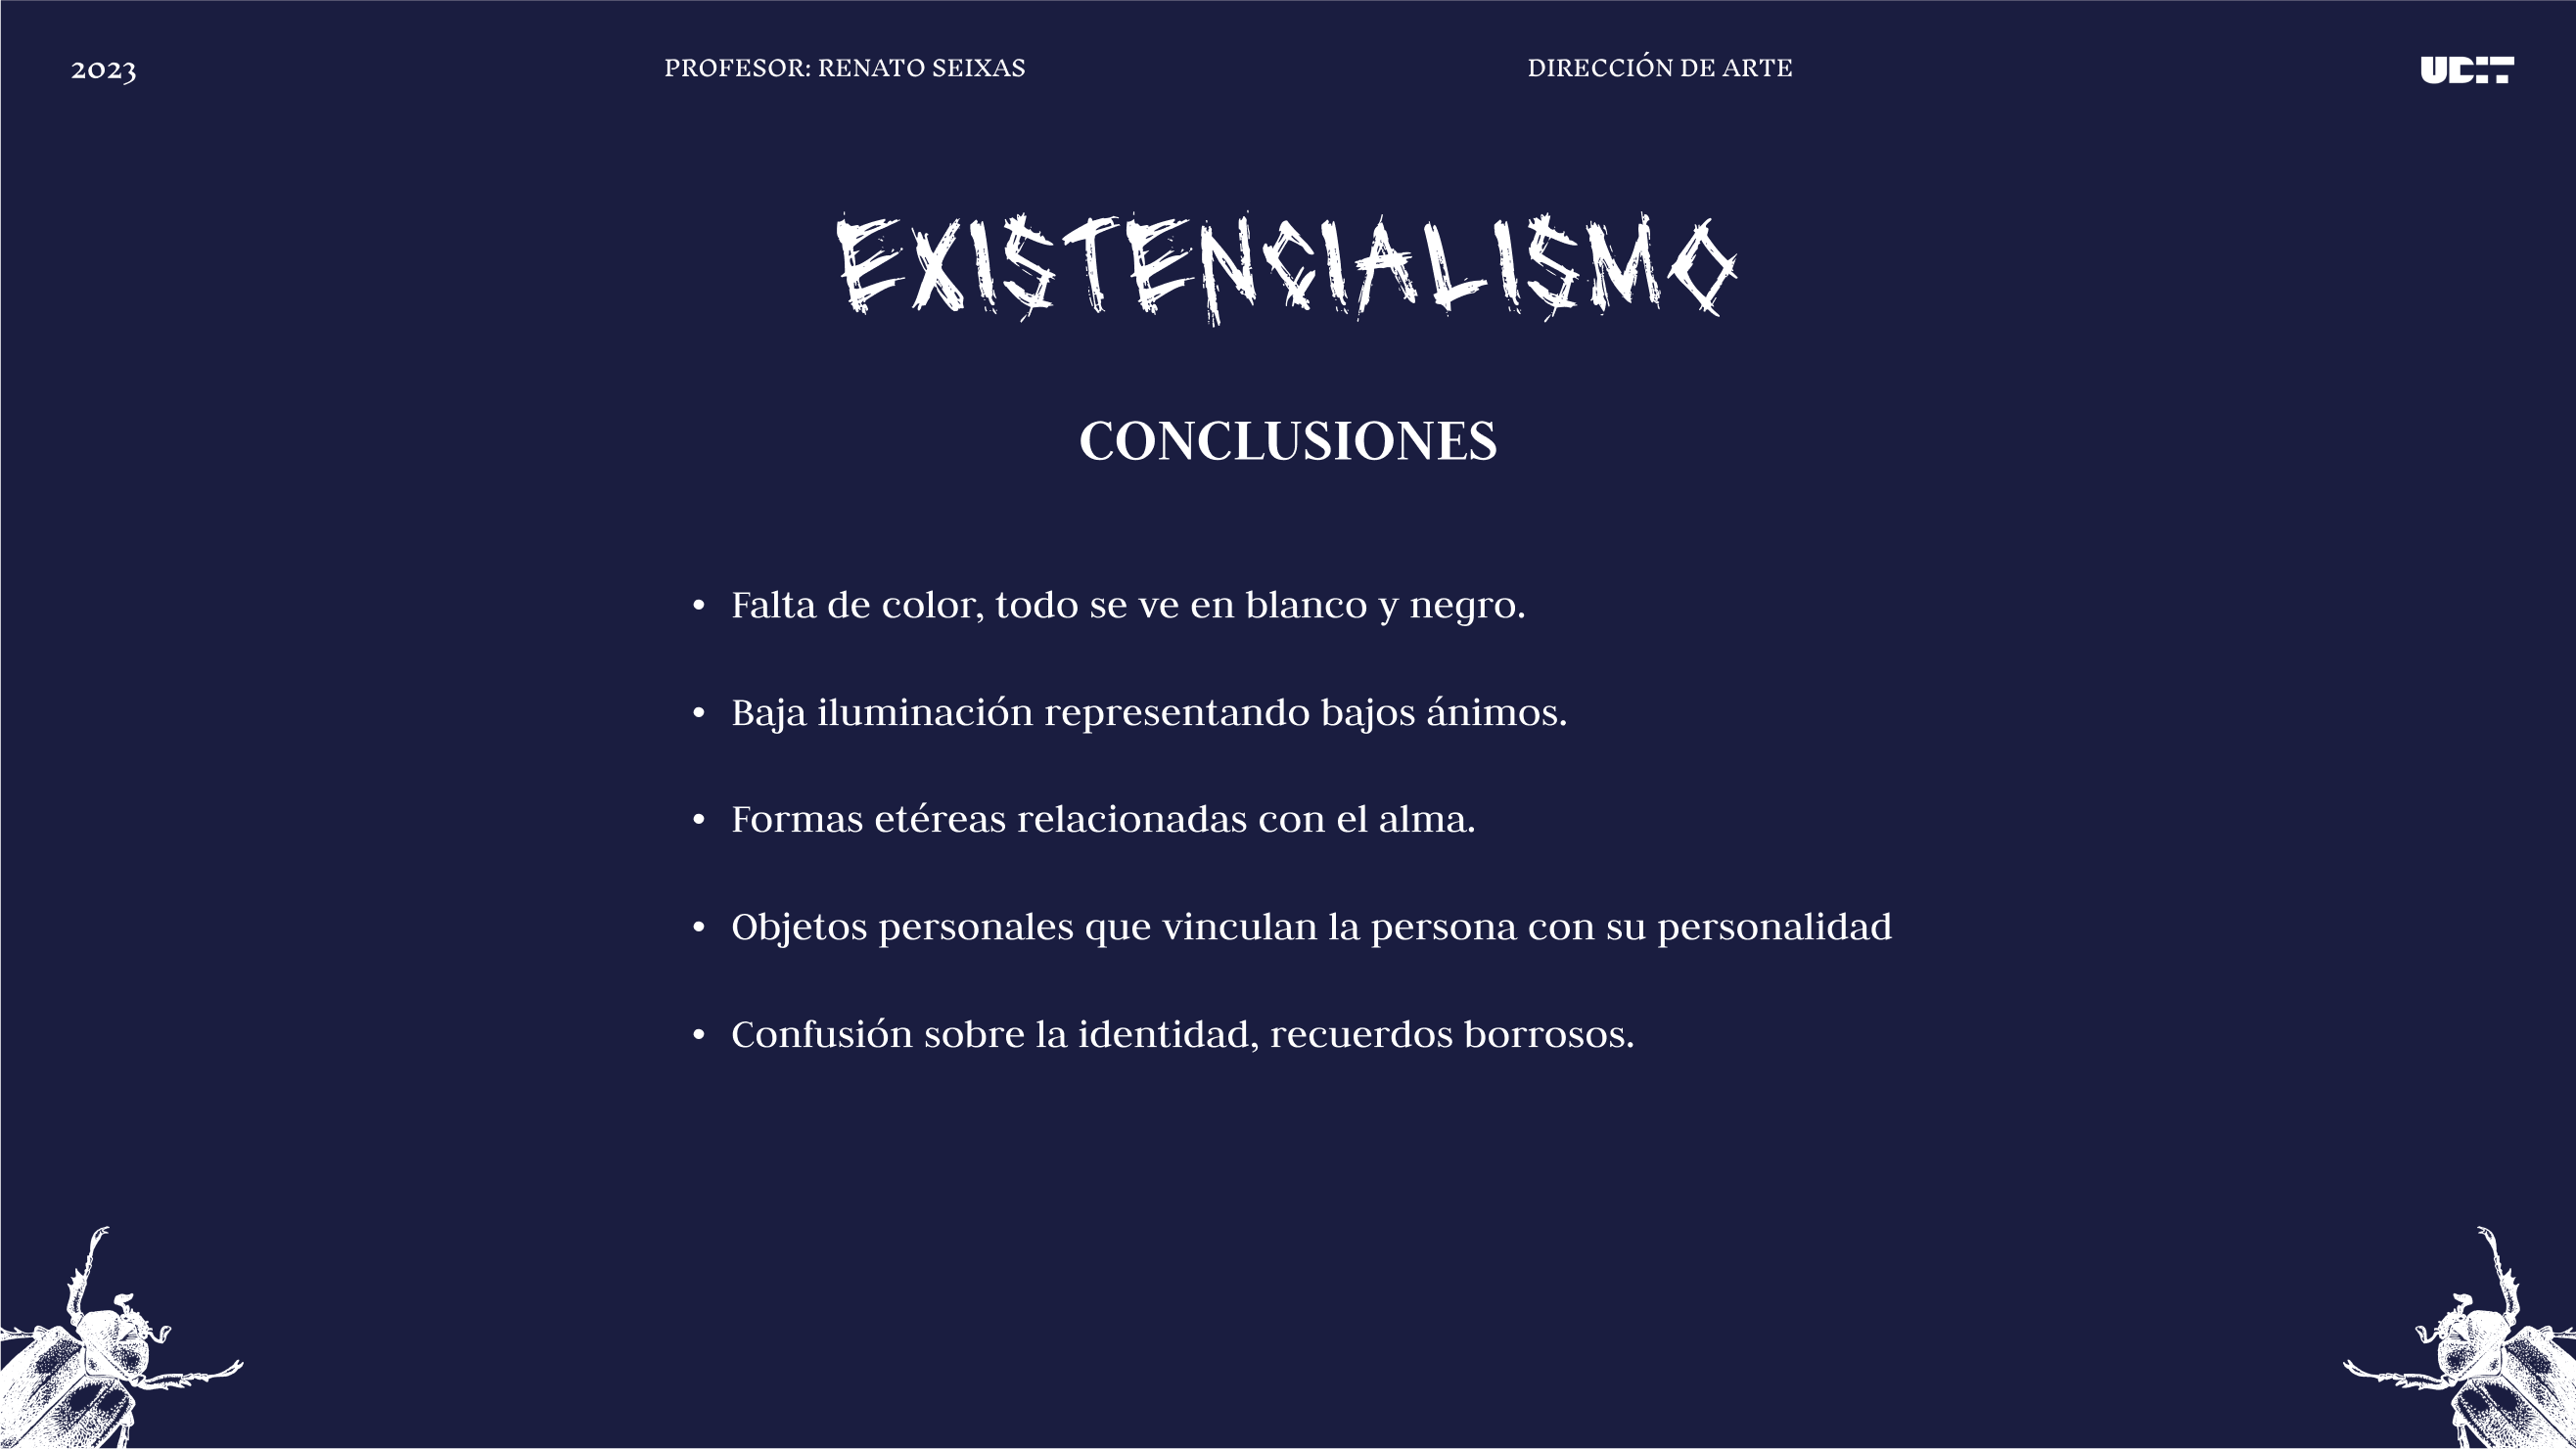 2023
PROFESOR: RENATO SEIXAS
DIRECCIÓN DE ARTE
UDIT
EXISTENCIALISMO
CONCLUSIONES
• Falta de color, todo se ve en blanco y negro.
• Baja iluminación representando bajos ánimos.
• Formas etéreas relacionadas con el alma.
• Objetos personales que vinculan la persona con su personalidad
• Confusión sobre la identidad, recuerdos borrosos.